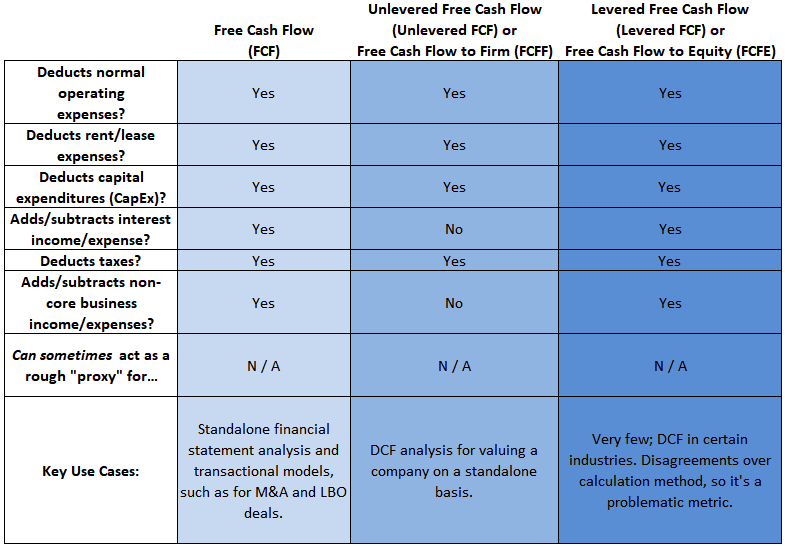 Free Cash Flow
(FCF)
Unlevered Free Cash Flow
(Unlevered FCF) or
Free Cash Flow to Firm (FCFF)
Levered Free Cash Flow
(Levered FCF) or
Free Cash Flow to Equity (FCFE)
Deducts normal
operating
expenses?
Yes
Yes
Yes
Deducts rent/lease
expenses?
Yes
Yes
Yes
Deducts capital
expenditures (CapEx)?
Yes
Yes
Yes
Adds/subtracts interest
income/expense?
Yes
No
Yes
Deducts taxes?
Yes
Yes
Yes
Adds/subtracts non-
core business
income/expenses?
Yes
No
Yes
Can sometimes act as a
rough "proxy" for...
N / A
N / A
N / A
Key Use Cases:
Standalone financial
statement analysis and
transactional models,
such as for M&A and LBO
deals.
DCF analysis for valuing a
company on a standalone
basis.
Very few; DCF in certain
industries. Disagreements over
calculation method, so it's a
problematic metric.